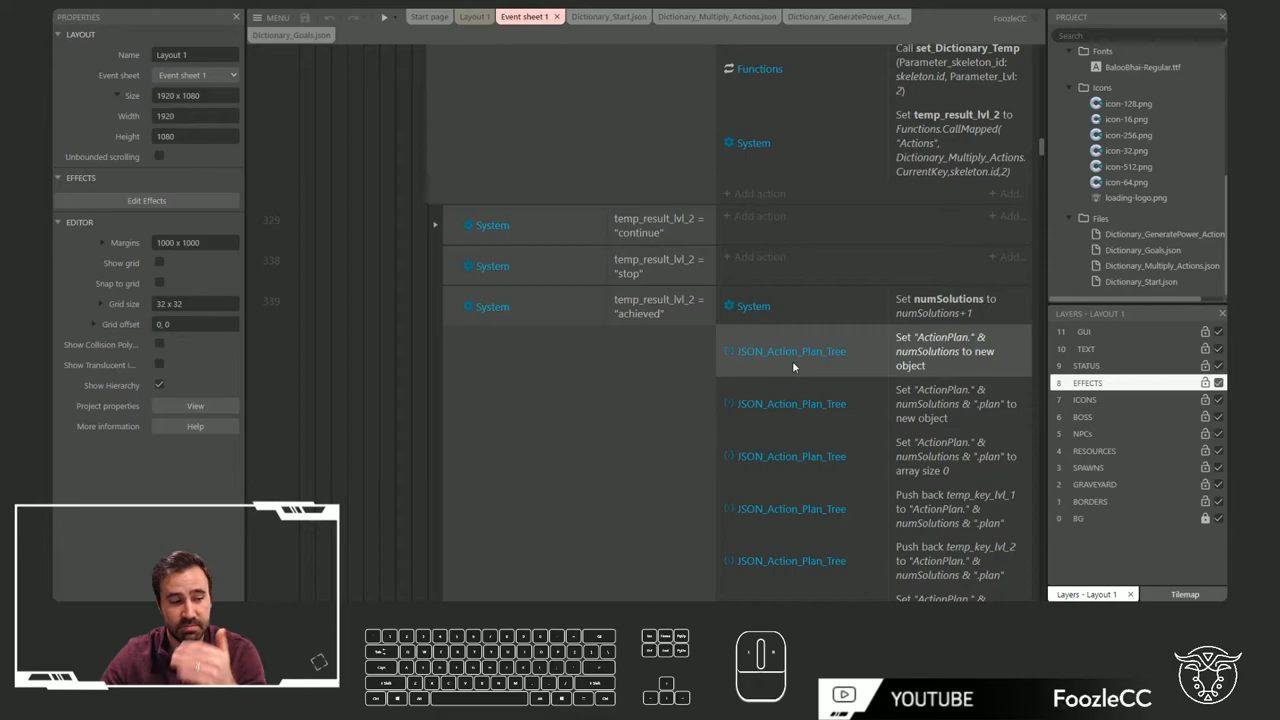 PROPERTIES
LAYOUT
Name
Layout 1
Event sheet
Event sheet 1
Size
1920 x 1080
Width
1920
Height
1080
Unbounded scrolling
EFFECTS
Edit Effects
EDITOR
Margins
1000 x 1000
Show grid
Snap to grid
Grid size
32 x 32
Grid offset
0, 0
Show Collision Poly...
Show Translucent I...
Show Hierarchy
Project properties
View
More information
Help
MENU
Start page
Layout 1
Event sheet 1
Dictionary_Start.json
Dictionary_Multiply_Actions.json
Dictionary_GeneratePower_Act...
FoozleCC
Dictionary_Goals.json
Functions
Call set_Dictionary_Temp
(Parameter_skeleton_id:
skeleton.id, Parameter_Lvl:
2)
System
Set temp_result_lvl_2 to
Functions.CallMapped(
"Actions",
Dictionary_Multiply_Actions.
CurrentKey,skeleton.id,2)
Add action
Add...
329
System
temp_result_lvl_2 =
"continue"
Add action
Add...
338
System
temp_result_lvl_2 =
"stop"
Add action
Add...
339
System
temp_result_lvl_2 =
"achieved"
System
Set numSolutions to
numSolutions+1
JSON_Action_Plan_Tree
Set "ActionPlan." &
numSolutions to new
object
JSON_Action_Plan_Tree
Set "ActionPlan." &
numSolutions & ".plan" to
new object
JSON_Action_Plan_Tree
Set "ActionPlan." &
numSolutions & ".plan" to
array size 0
JSON_Action_Plan_Tree
Push back temp_key_lvl_1
to "ActionPlan." &
numSolutions & ".plan"
JSON_Action_Plan_Tree
Push back temp_key_lvl_2
to "ActionPlan." &
numSolutions & ".plan"
Set "ActionPlan." &
PROJECT
Search
Fonts
BalooBhai-Regular.ttf
Icons
icon-128.png
icon-16.png
icon-256.png
icon-32.png
icon-512.png
icon-64.png
loading-logo.png
Files
Dictionary_GeneratePower_Action
Dictionary_Goals.json
Dictionary_Multiply_Actions.json
Dictionary_Start.json
LAYERS - LAYOUT 1
11 GUI
10 TEXT
9 STATUS
8 EFFECTS
7 ICONS
6 BOSS
5 NPCs
4 RESOURCES
3 SPAWNS
2 GRAVEYARD
1 BORDERS
0 BG
Layers - Layout 1
Tilemap
YOUTUBE
FoozleCC